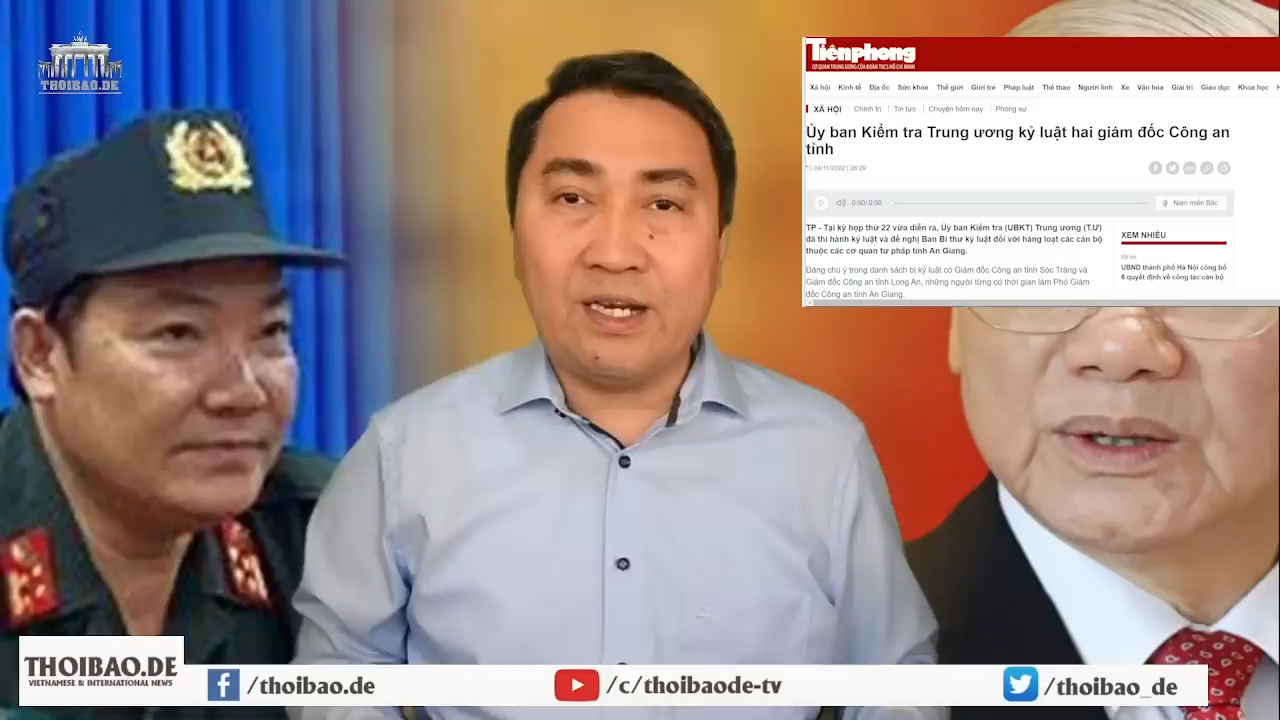 THOIBAO.DE
Tiênphong
CƠ QUAN TRUNG ƯƠNG CỦA ĐOÀN TNCS HỒ CHÍ MINH
Xã hội Kinh tế Địa ốc Sức khỏe Thế giới Giới trẻ Pháp luật Thể thao Người lính Xe Văn hóa Giải trí Giáo dục Khoa học
XÃ HỘI Chính trị Tin tức Chuyện hôm nay Phóng sự
Ủy ban Kiểm tra Trung ương kỷ luật hai giám đốc Công an
tỉnh
04/11/2022 | 06:29
0:00/ 0:00
Nam miền Bắc
TP - Tại kỳ họp thứ 22 vừa diễn ra, Ủy ban Kiểm tra (UBKT) Trung ương (T.Ư)
đã thi hành kỷ luật và đề nghị Ban Bí thư kỷ luật đối với hàng loạt các cán bộ
thuộc các cơ quan tư pháp tỉnh An Giang.
Đáng chú ý trong danh sách bị kỷ luật có Giám đốc Công an tỉnh Sóc Trăng và
Giám đốc Công an tỉnh Long An, những người từng có thời gian làm Phó Giám
đốc Công an tỉnh An Giang.
XEM NHIỀU
Xã hội
UBND thành phố Hà Nội công bố
6 quyết định về công tác cán bộ
THOIBAO.DE
VIETNAMESE & INTERNATIONAL NEWS
/thoibao.de
/c/thoibaode-tv
/thoibao_de